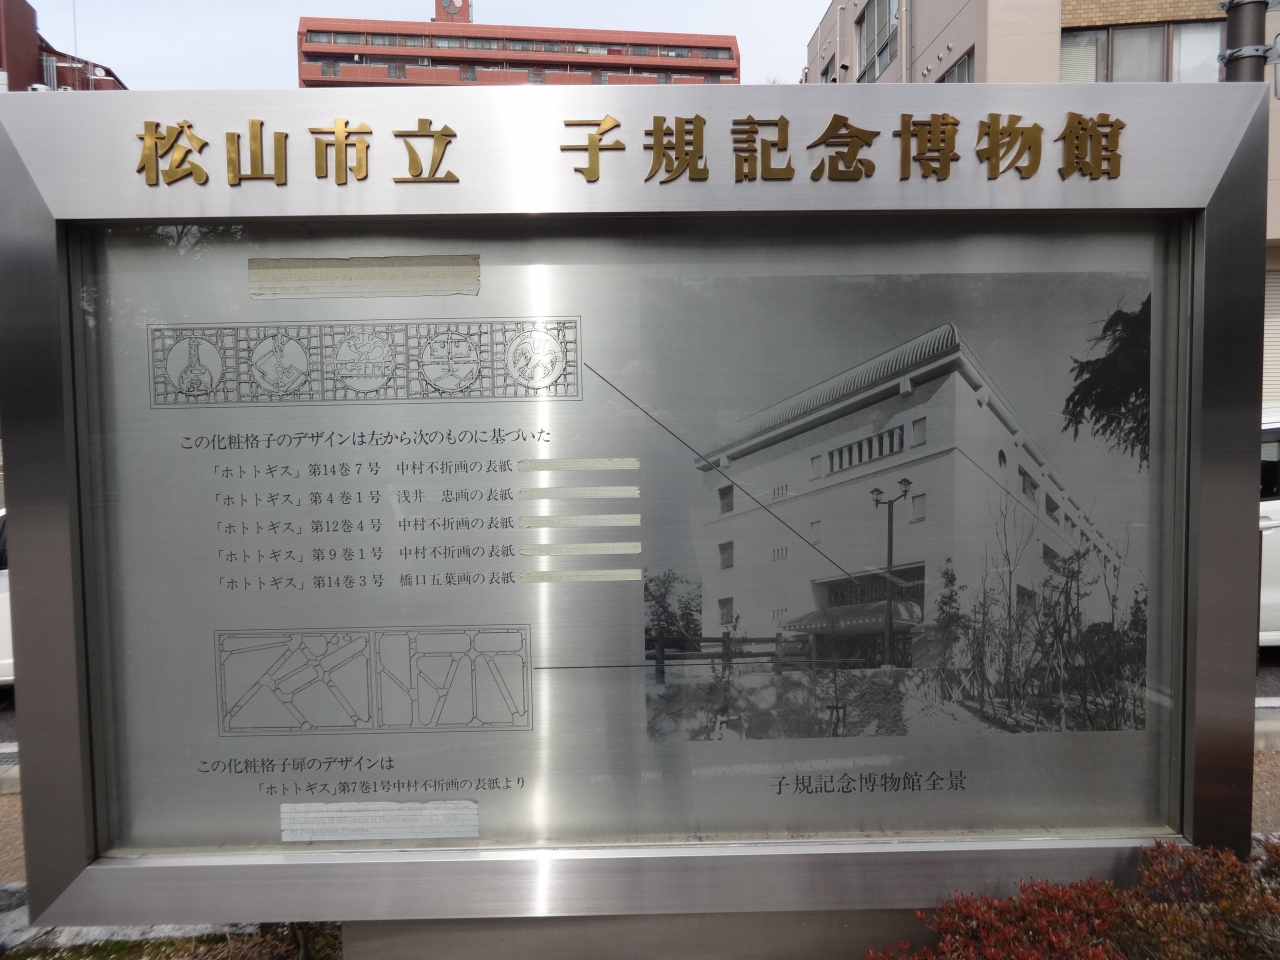 松山市立　子規記念博物館
この化粧格子のデザインは左から次のものに基づいた
「ホトトギス」第14巻7号　中村不折画の表紙
「ホトトギス」第4巻1号　浅井　忠画の表紙
「ホトトギス」第12巻4号　中村不折画の表紙
「ホトトギス」第9巻1号　中村不折画の表紙
「ホトトギス」第14巻3号　橋口五葉画の表紙
この化粧格子扉のデザインは
「ホトトギス」第7巻1号中村不折画の表紙より
子規記念博物館全景